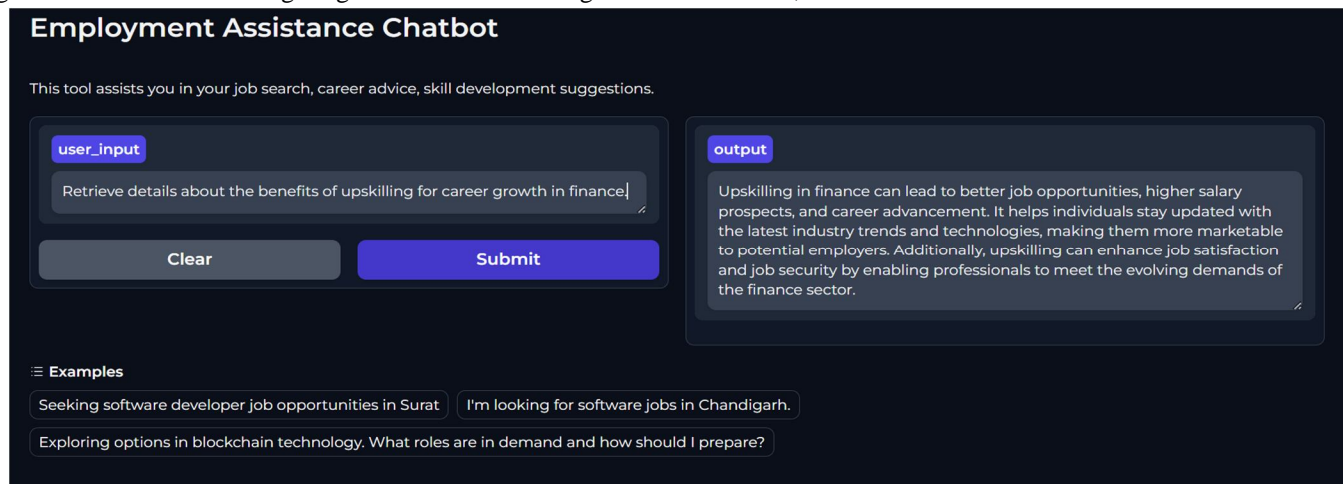 Employment Assistance Chatbot
This tool assists you in your job search, career advice, skill development suggestions.
user_input
Retrieve details about the benefits of upskilling for career growth in finance.
Clear
Submit
output
Upskilling in finance can lead to better job opportunities, higher salary
prospects, and career advancement. It helps individuals stay updated with
the latest industry trends and technologies, making them more marketable
to potential employers. Additionally, upskilling can enhance job satisfaction
and job security by enabling professionals to meet the evolving demands of
the finance sector.
Examples
Seeking software developer job opportunities in Surat
I'm looking for software jobs in Chandigarh.
Exploring options in blockchain technology. What roles are in demand and how should I prepare?